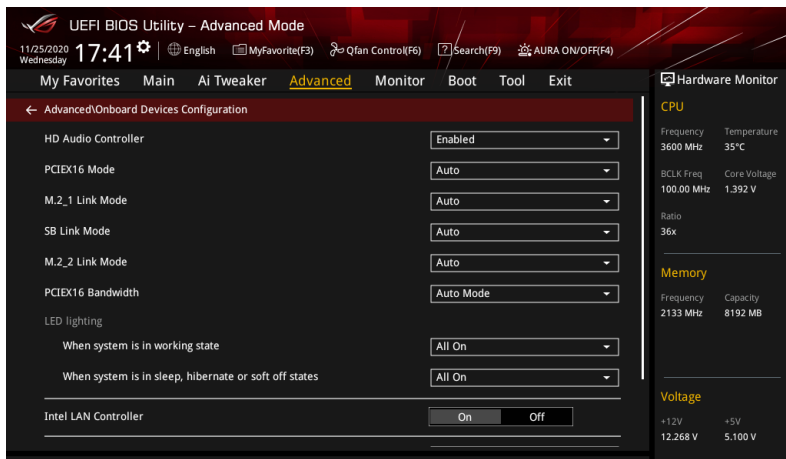 UEFI BIOS Utility – Advanced Mode
11/25/2020 Wednesday 17:41 English MyFavorite(F3) Qfan Control(F6) ? Search(F9) AURA ON/OFF(F4)
My Favorites Main Ai Tweaker Advanced Monitor Boot Tool Exit
Hardware Monitor
← Advanced\Onboard Devices Configuration
HD Audio Controller Enabled
PCIEX16 Mode Auto
M.2_1 Link Mode Auto
SB Link Mode Auto
M.2_2 Link Mode Auto
PCIEX16 Bandwidth Auto Mode
LED lighting
When system is in working state All On
When system is in sleep, hibernate or soft off states All On
Intel LAN Controller On Off
CPU
Frequency Temperature
3600 MHz 35°C
BCLK Freq Core Voltage
100.00 MHz 1.392 V
Ratio
36x
Memory
Frequency Capacity
2133 MHz 8192 MB
Voltage
+12V +5V
12.268 V 5.100 V